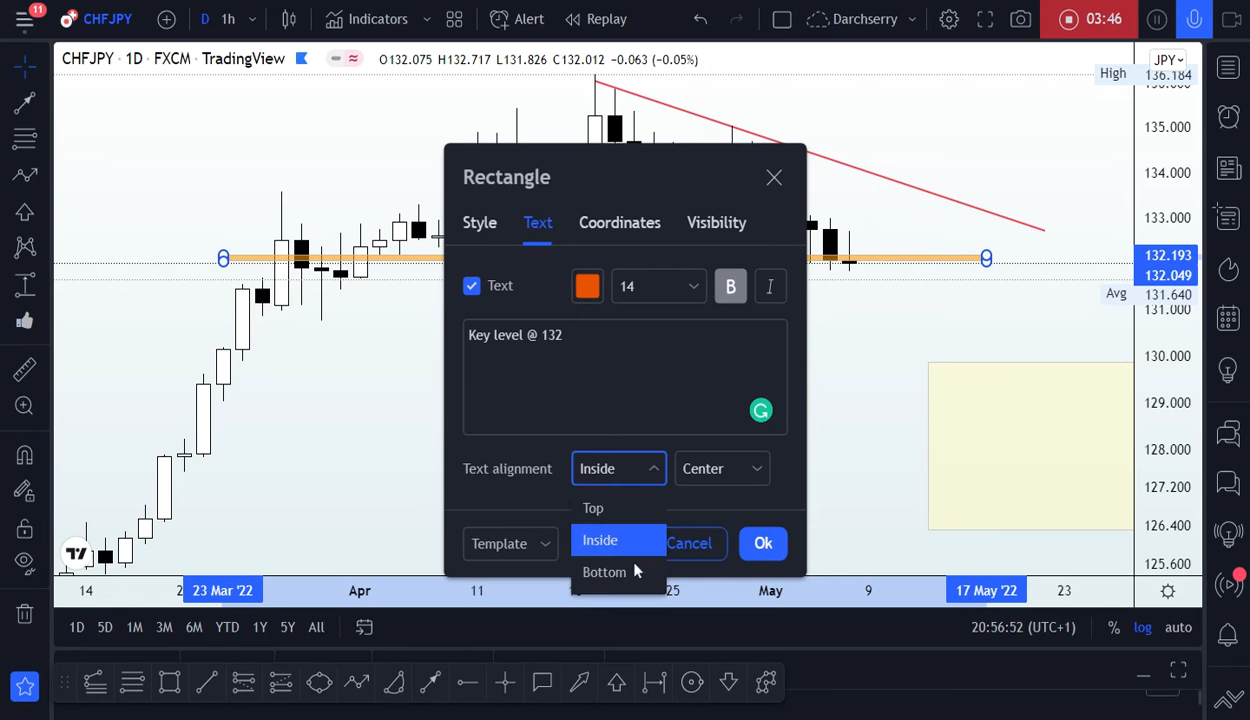 11
CHFJPY
D
1h
Indicators
Alert
Replay
Darchserry
03:46
CHFJPY · 1D · FXCM · TradingView
O132.075 H132.717 L131.826 C132.012 −0.063 (−0.05%)
JPY
High
136.184
135.000
134.000
133.000
132.193
132.049
Avg
131.640
131.000
130.000
129.000
128.000
127.200
126.400
125.600
Rectangle
Style
Text
Coordinates
Visibility
Text
14
B
I
Key level @ 132
Text alignment
Inside
Center
Top
Inside
Bottom
Template
Cancel
Ok
14
23 Mar '22
Apr
11
25
May
9
17 May '22
23
1D
5D
1M
3M
6M
YTD
1Y
5Y
All
20:56:52 (UTC+1)
%
log
auto